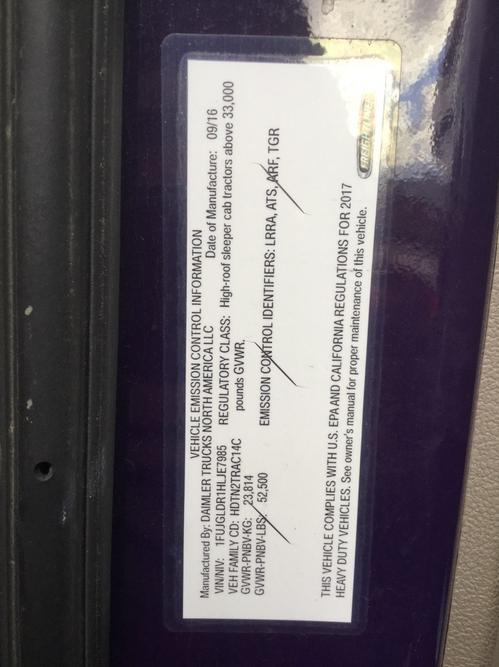 VEHICLE EMISSION CONTROL INFORMATION
Manufactured By: DAIMLER TRUCKS NORTH AMERICA LLC Date of Manufacture: 09/16
VIN/NIV: 1FUJGLDR1HLJE7985 REGULATORY CLASS: High-roof sleeper cab tractors above 33,000
VEH FAMILY CD: HDTN2TRAC14C pounds GVWR.
GVWR-PNBV-KG: 23,814
GVWR-PNBV-LBS: 52,500 EMISSION CONTROL IDENTIFIERS: LRRA, ATS, ARF, TGR
THIS VEHICLE COMPLIES WITH U.S. EPA AND CALIFORNIA REGULATIONS FOR 2017
HEAVY DUTY VEHICLES. See owner's manual for proper maintenance of this vehicle.
FREIGHTLINER